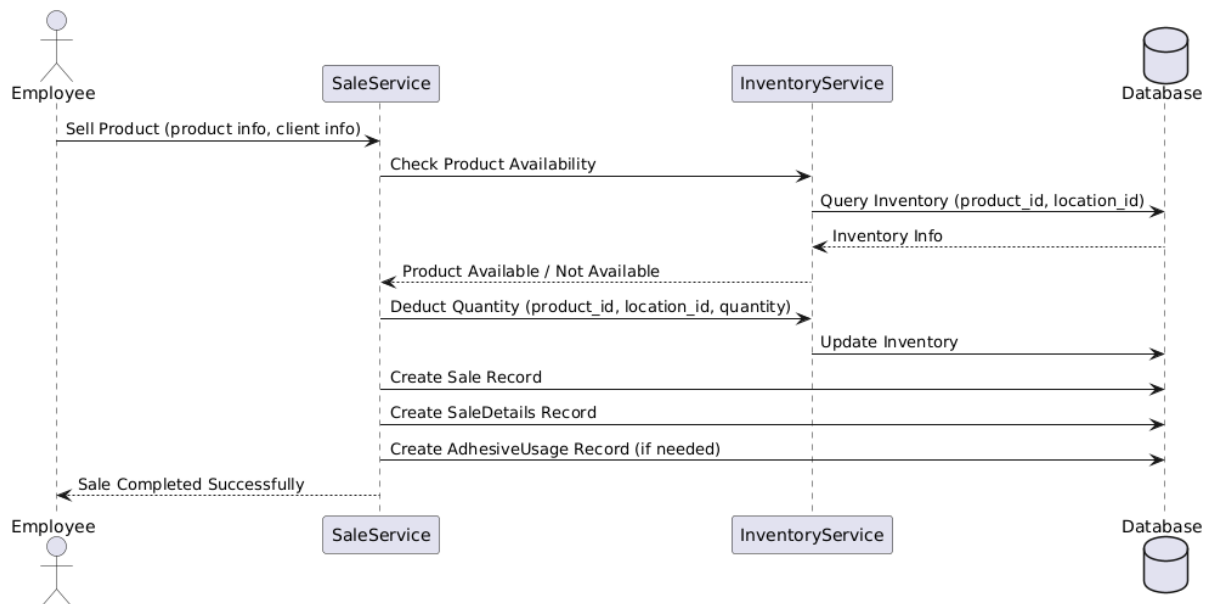 Employee
SaleService
InventoryService
Database
Sell Product (product info, client info)
Check Product Availability
Query Inventory (product_id, location_id)
Inventory Info
Product Available / Not Available
Deduct Quantity (product_id, location_id, quantity)
Update Inventory
Create Sale Record
Create SaleDetails Record
Create AdhesiveUsage Record (if needed)
Sale Completed Successfully
Employee
SaleService
InventoryService
Database